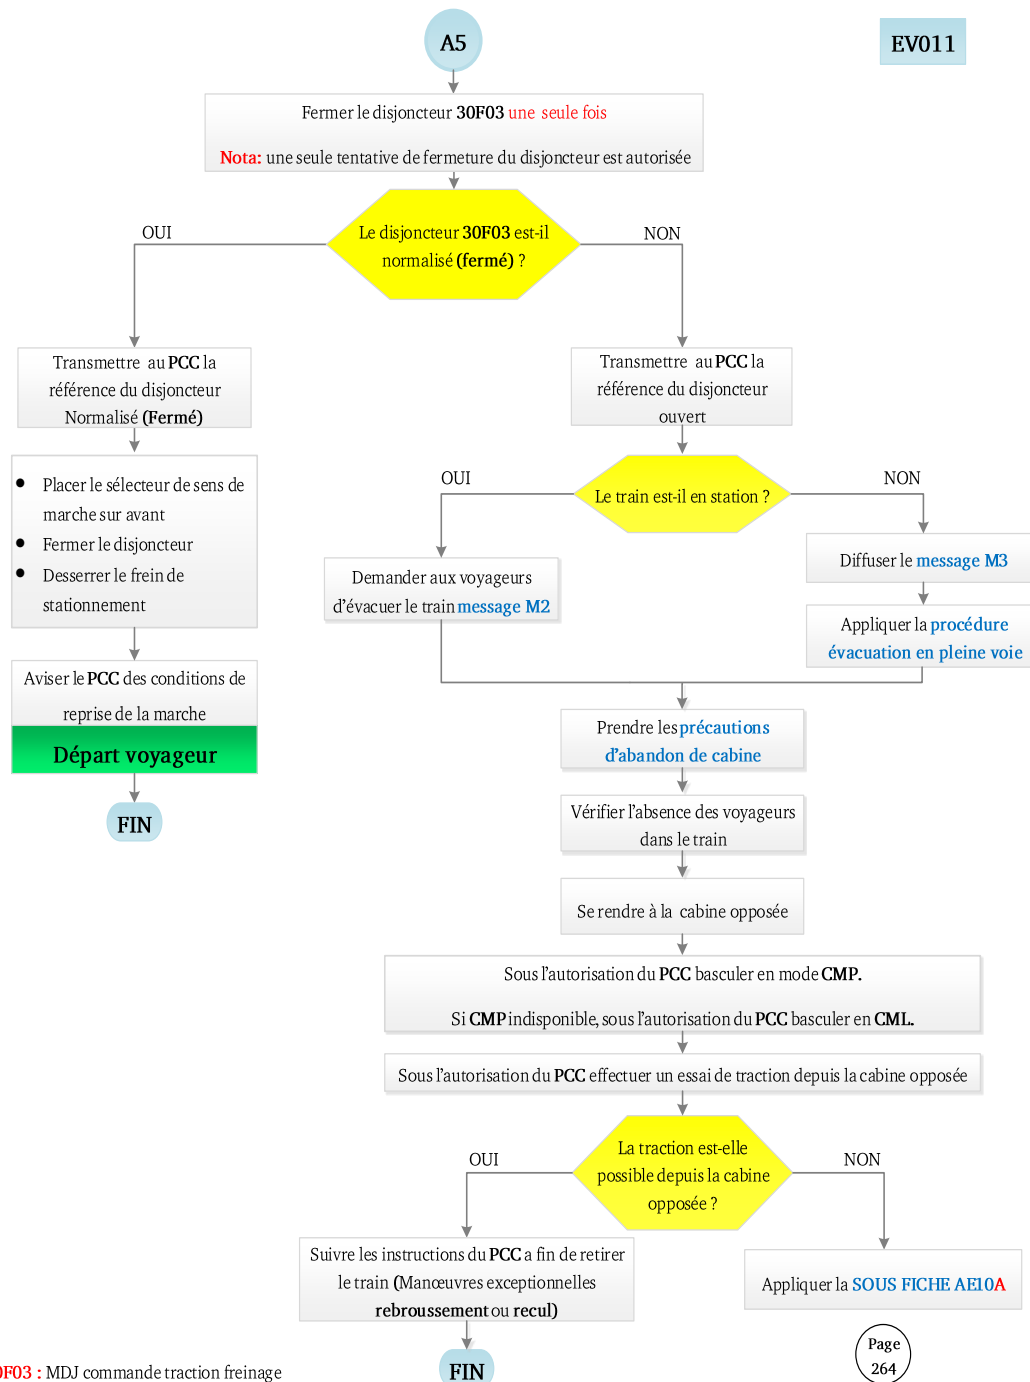 A5
EV011
Fermer le disjoncteur 30F03 une seule fois
Nota: une seule tentative de fermeture du disjoncteur est autorisée
Le disjoncteur 30F03 est-il
normalisé (fermé) ?
OUI
NON
Transmettre au PCC la
référence du disjoncteur
Normalisé (Fermé)
Transmettre au PCC la
référence du disjoncteur
ouvert
• Placer le sélecteur de sens de
marche sur avant
• Fermer le disjoncteur
• Desserrer le frein de
stationnement
Le train est-il en station ?
OUI
NON
Demander aux voyageurs
d'évacuer le train message M2
Diffuser le message M3
Appliquer la procédure
évacuation en pleine voie
Aviser le PCC des conditions de
reprise de la marche
Départ voyageur
FIN
Prendre les précautions
d'abandon de cabine
Vérifier l'absence des voyageurs
dans le train
Se rendre à la cabine opposée
Sous l'autorisation du PCC basculer en mode CMP.
Si CMP indisponible, sous l'autorisation du PCC basculer en CML.
Sous l'autorisation du PCC effectuer un essai de traction depuis la cabine opposée
La traction est-elle
possible depuis la cabine
opposée ?
OUI
NON
Suivre les instructions du PCC a fin de retirer
le train (Manœuvres exceptionnelles
rebroussement ou recul)
Appliquer la SOUS FICHE AE10A
FIN
Page
264
0F03 : MDJ commande traction freinage